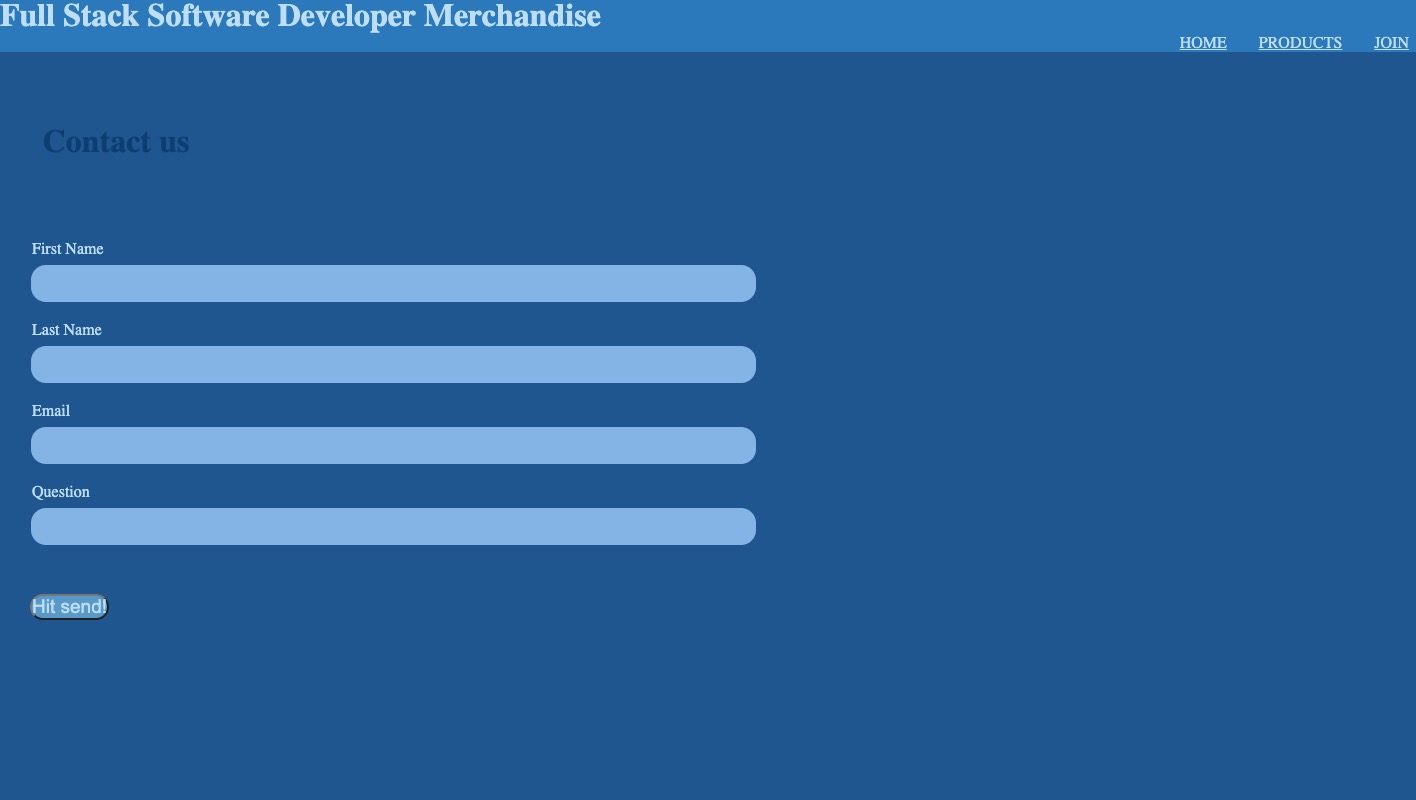 Full Stack Software Developer Merchandise
HOME PRODUCTS JOIN
Contact us
First Name
Last Name
Email
Question
Hit send!